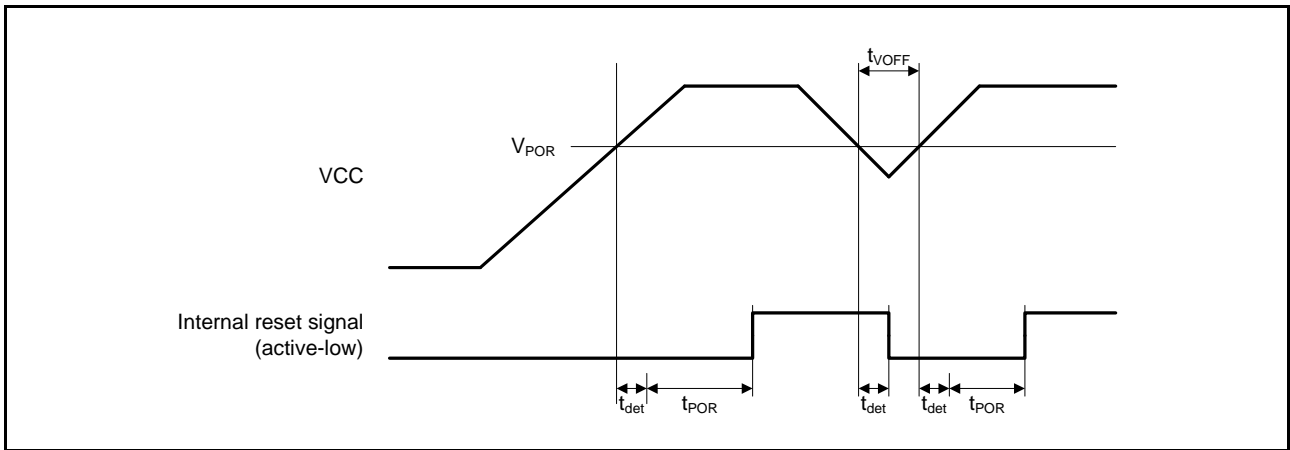 tVOFF
VPOR
VCC
Internal reset signal
(active-low)
tdet
tPOR
tdet
tdet
tPOR